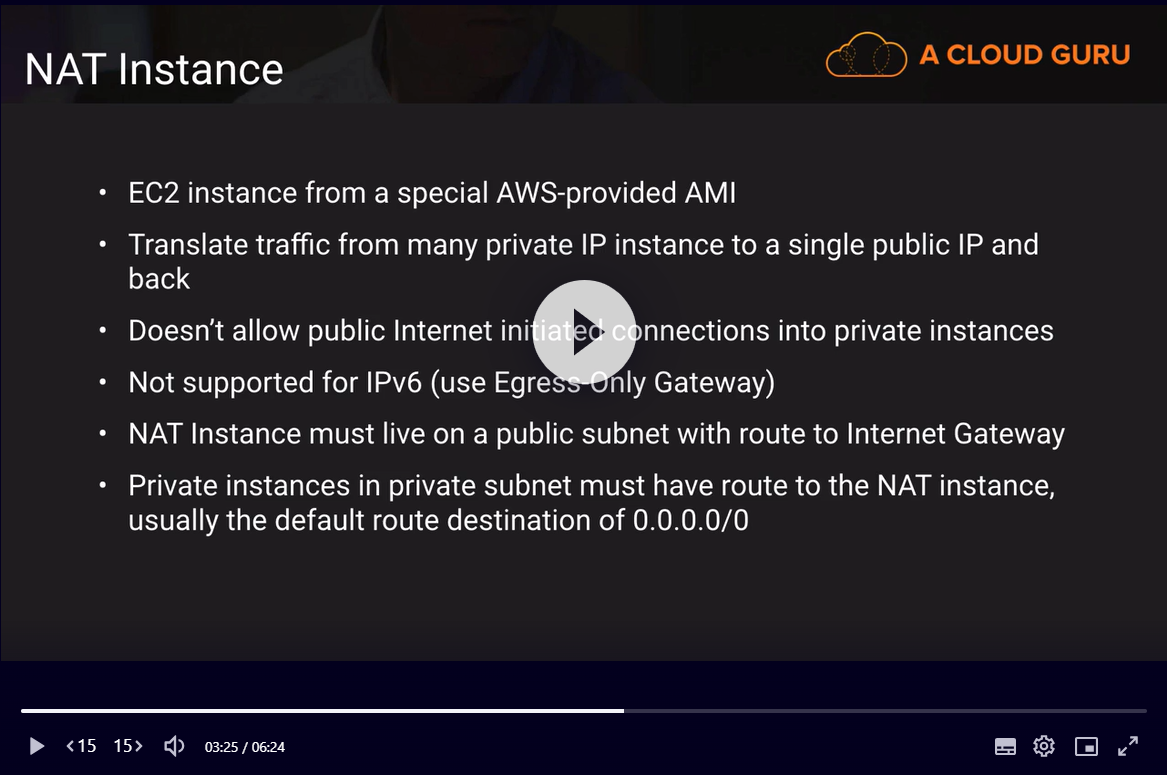 NAT Instance
A CLOUD GURU
• EC2 instance from a special AWS-provided AMI
• Translate traffic from many private IP instance to a single public IP and
back
• Doesn’t allow public Internet initiated connections into private instances
• Not supported for IPv6 (use Egress-Only Gateway)
• NAT Instance must live on a public subnet with route to Internet Gateway
• Private instances in private subnet must have route to the NAT instance,
usually the default route destination of 0.0.0.0/0
<15 15> 03:25 / 06:24